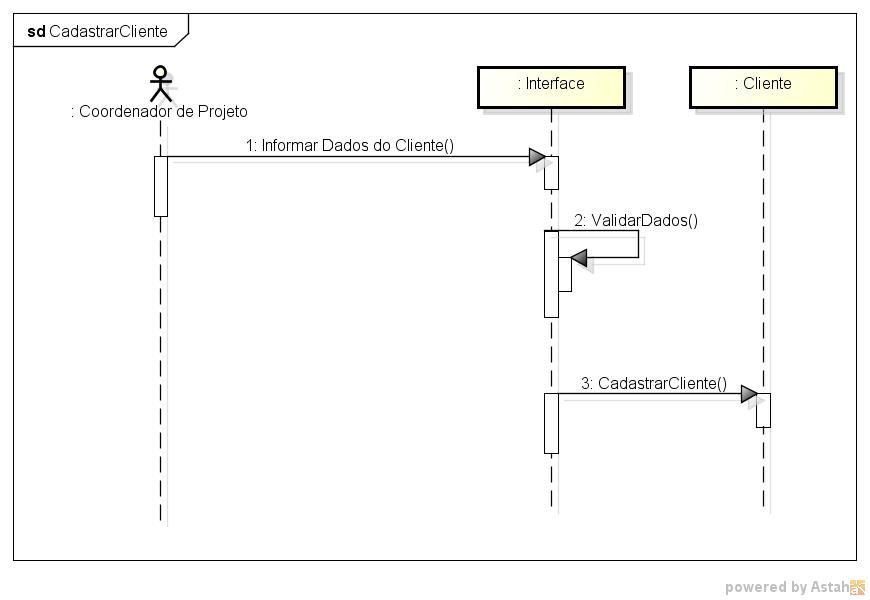 sd CadastrarCliente
: Coordenador de Projeto
: Interface
: Cliente
1: Informar Dados do Cliente()
2: ValidarDados()
3: CadastrarCliente()
powered by Astah